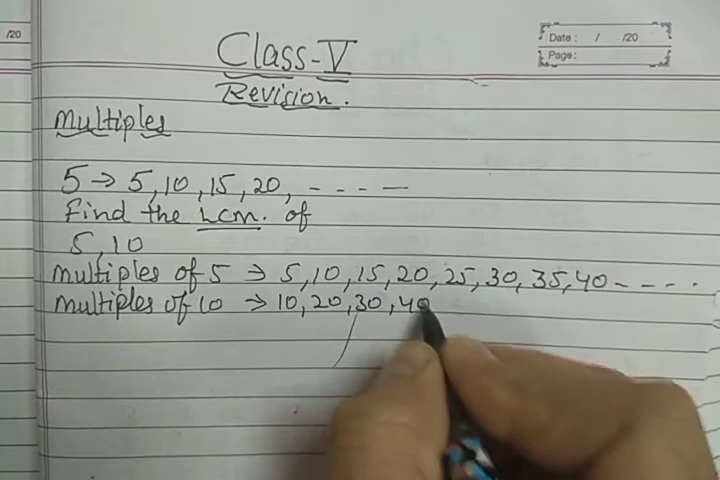 /20
Date : / /20
Page:
Class-V
Revision.
Multiples
5 → 5, 10, 15, 20, - - - - -
Find the LCM. of
5, 10
multiples of 5 → 5, 10, 15, 20, 25, 30, 35, 40 - - - - .
multiples of 10 → 10, 20, 30, 40